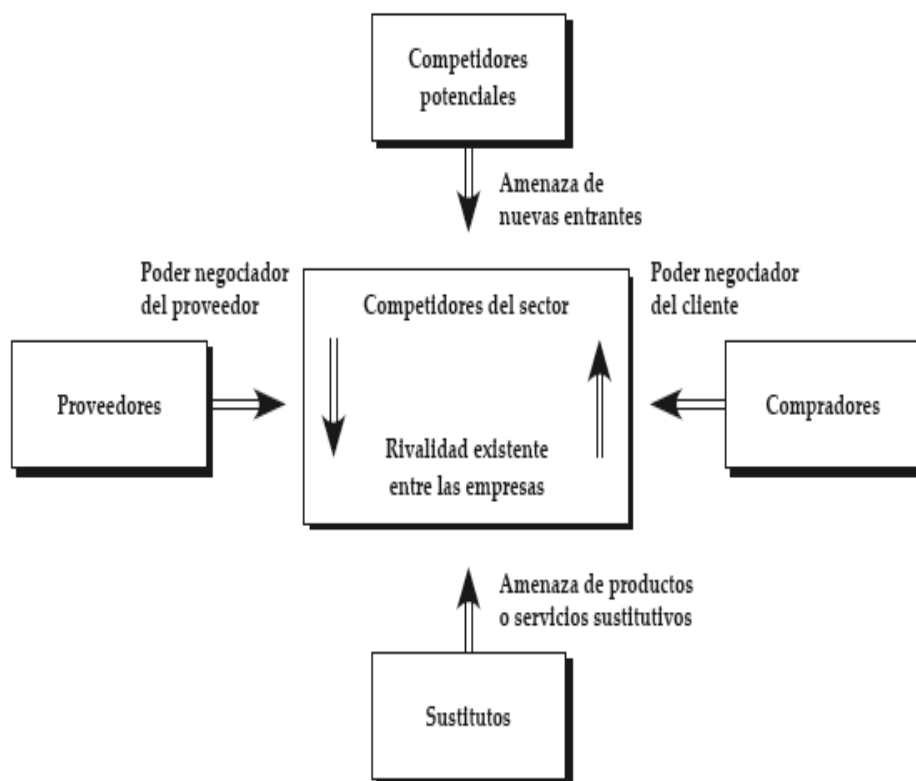 Competidores
potenciales
Amenaza de
nuevas entrantes
Poder negociador
del proveedor
Poder negociador
del cliente
Competidores del sector
Proveedores
Compradores
Rivalidad existente
entre las empresas
Amenaza de productos
o servicios sustitutivos
Sustitutos